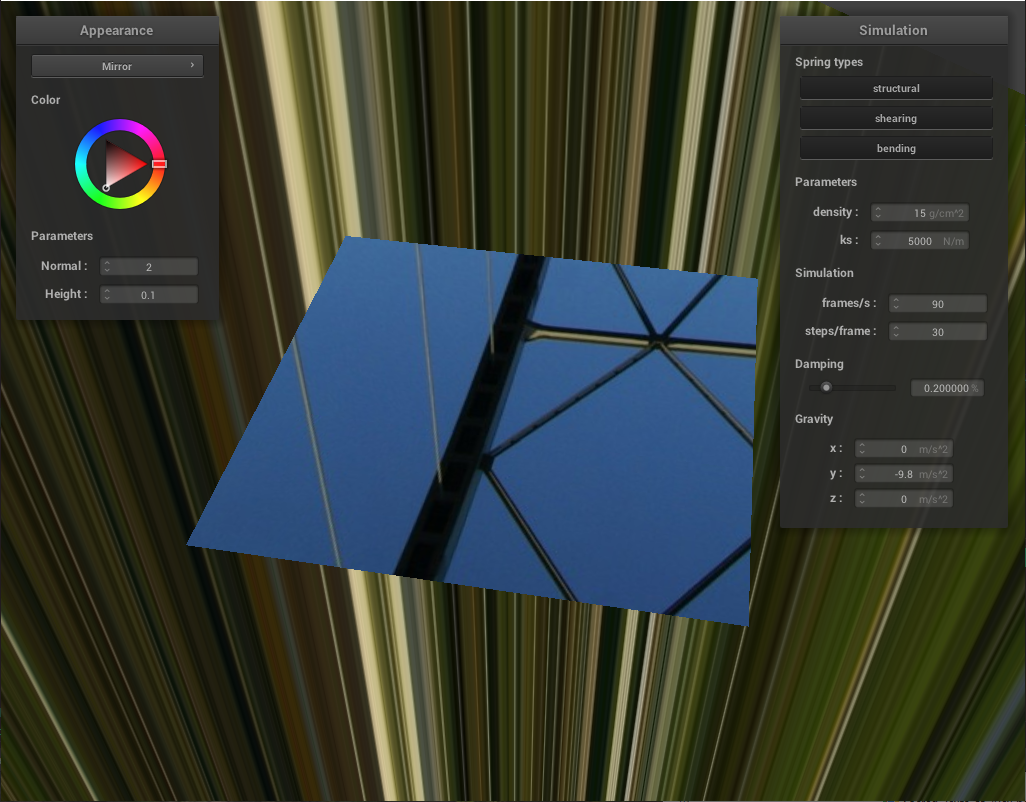 Appearance
Mirror
Color
Parameters
Normal : 2
Height : 0.1
Simulation
Spring types
structural
shearing
bending
Parameters
density : 15 g/cm^2
ks : 5000 N/m
Simulation
frames/s : 90
steps/frame : 30
Damping
0.200000 %
Gravity
x : 0 m/s^2
y : -9.8 m/s^2
z : 0 m/s^2